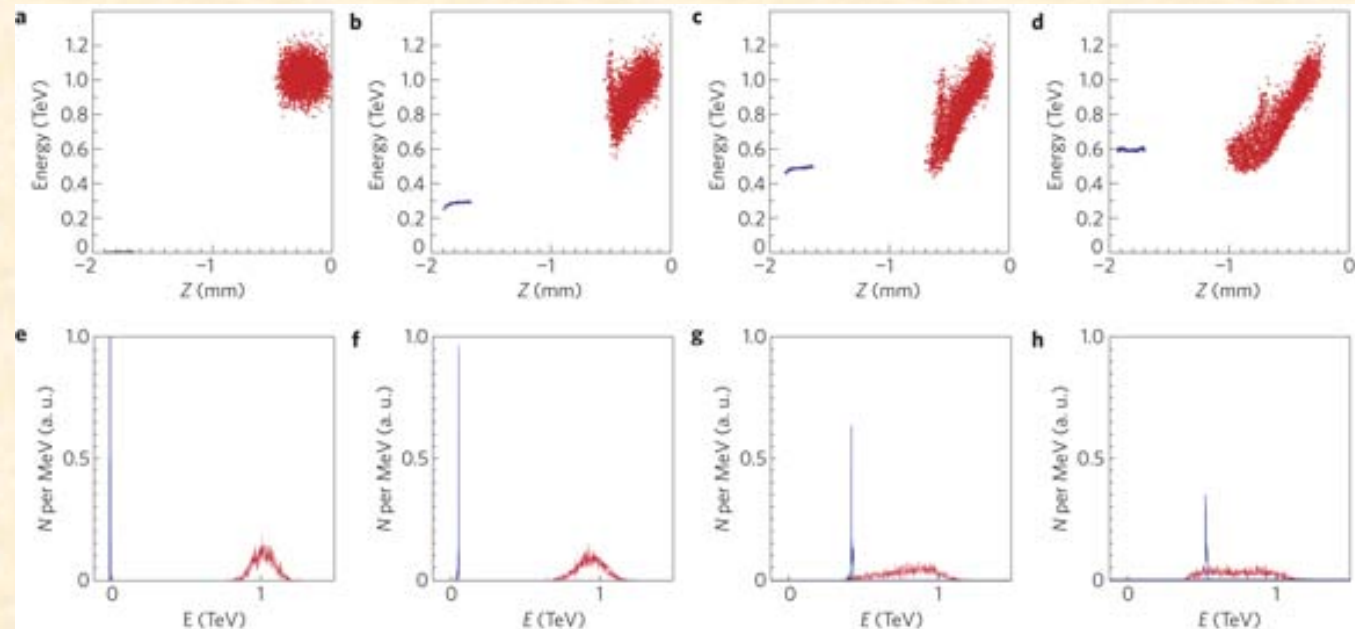 a b c d
1.2 1.2 1.2 1.2
1.0 1.0 1.0 1.0
0.8 0.8 0.8 0.8
0.6 0.6 0.6 0.6
0.4 0.4 0.4 0.4
0.2 0.2 0.2 0.2
0 0 0 0
Energy (TeV) Energy (TeV) Energy (TeV) Energy (TeV)
−2 −1 0 −2 −1 0 −2 −1 0 −2 −1 0
Z (mm) Z (mm) Z (mm) Z (mm)
e f g h
1.0 1.0 1.0 1.0
0.5 0.5 0.5 0.5
0 0 0 0
N per MeV (a. u.) N per MeV (a. u.) N per MeV (a. u.) N per MeV (a. u.)
0 1 0 1 0 1 0 1
E (TeV) E (TeV) E (TeV) E (TeV)